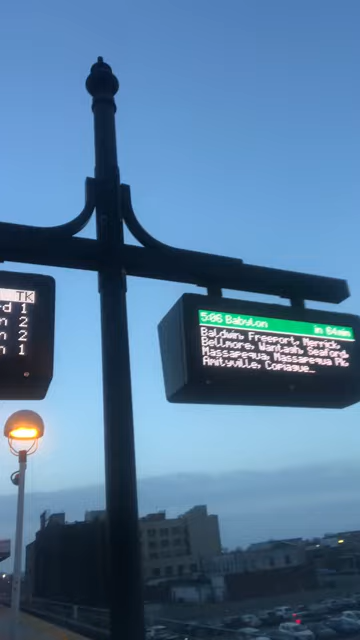 TK
d 1
n 2
n 2
n 1
5:06 Babylon in 64min
Baldwin, Freeport, Merrick,
Bellmore, Wantagh, Seaford,
Massapequa, Massapequa Pk
Amityville, Copiague_